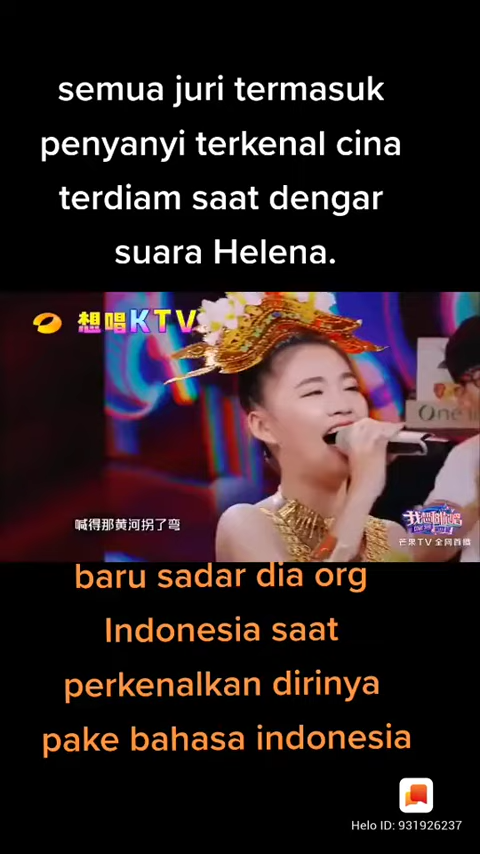 semua juri termasuk
penyanyi terkenal cina
terdiam saat dengar
suara Helena.
想唱KTV
One
喊得那黄河拐了弯
我想和你唱
芒果TV 全网首播
baru sadar dia org
Indonesia saat
perkenalkan dirinya
pake bahasa indonesia
Helo ID: 931926237